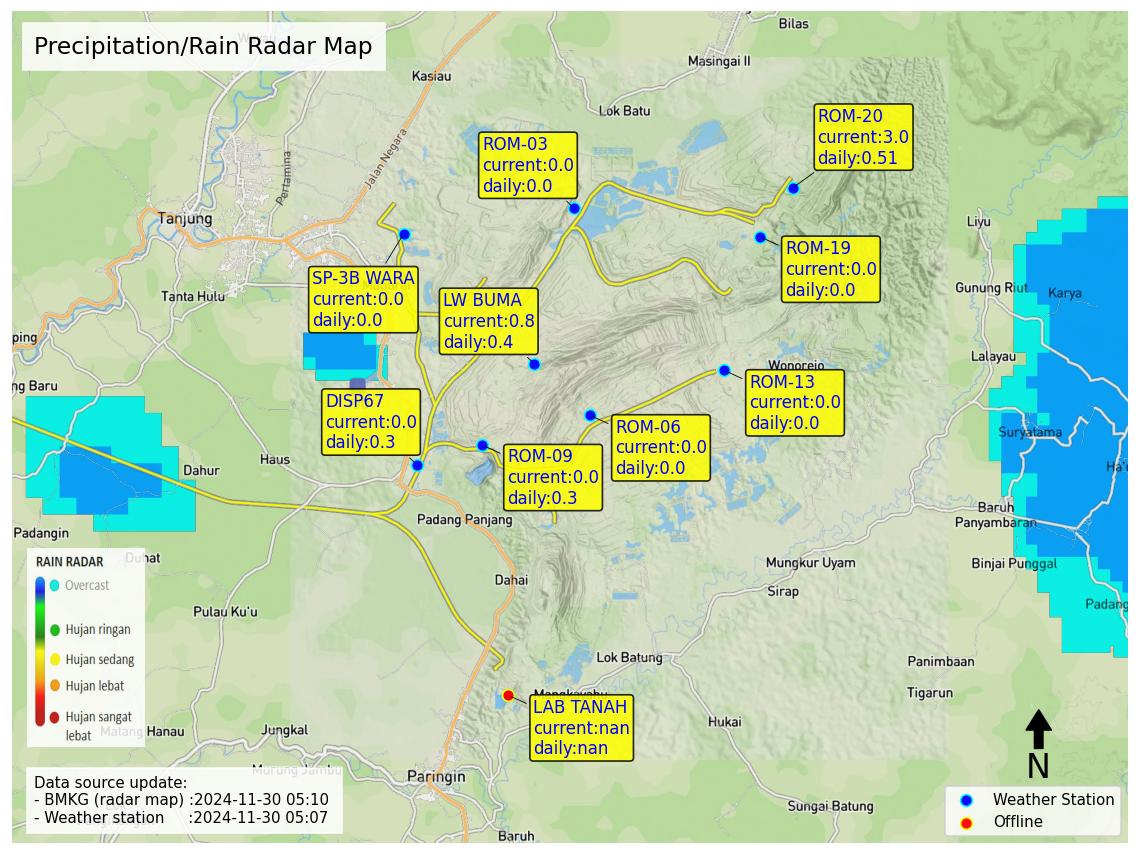 Precipitation/Rain Radar Map
Bilas
Masingai II
Kasiau
Lok Batu
Jalan Negara
Pertamina
Tanjung
Tanta Hulu
ROM-03
current:0.0
daily:0.0
ROM-20
current:3.0
daily:0.51
ROM-19
current:0.0
daily:0.0
SP-3B WARA
current:0.0
daily:0.0
LW BUMA
current:0.8
daily:0.4
Liyu
Gunung Riut
Karya
Lalayau
ping
ng Baru
Wonorejo
ROM-13
current:0.0
daily:0.0
DISP67
current:0.0
daily:0.3
ROM-06
current:0.0
daily:0.0
ROM-09
current:0.0
daily:0.3
Suryatama
Haus
Dahur
Padangin
Duhat
Padang Panjang
Baruh
Panyambaran
Binjai Punggal
Mungkur Uyam
Sirap
Dahai
Pulau Ku'u
Padang
RAIN RADAR
Overcast
Hujan ringan
Hujan sedang
Hujan lebat
Hujan sangat
lebat
Lok Batung
Panimbaan
Tigarun
LAB TANAH
current:nan
daily:nan
Hukai
Matang Hanau
Jungkal
Murung Jambu
Paringin
Sungai Batung
Baruh
Data source update:
- BMKG (radar map) :2024-11-30 05:10
- Weather station :2024-11-30 05:07
N
Weather Station
Offline